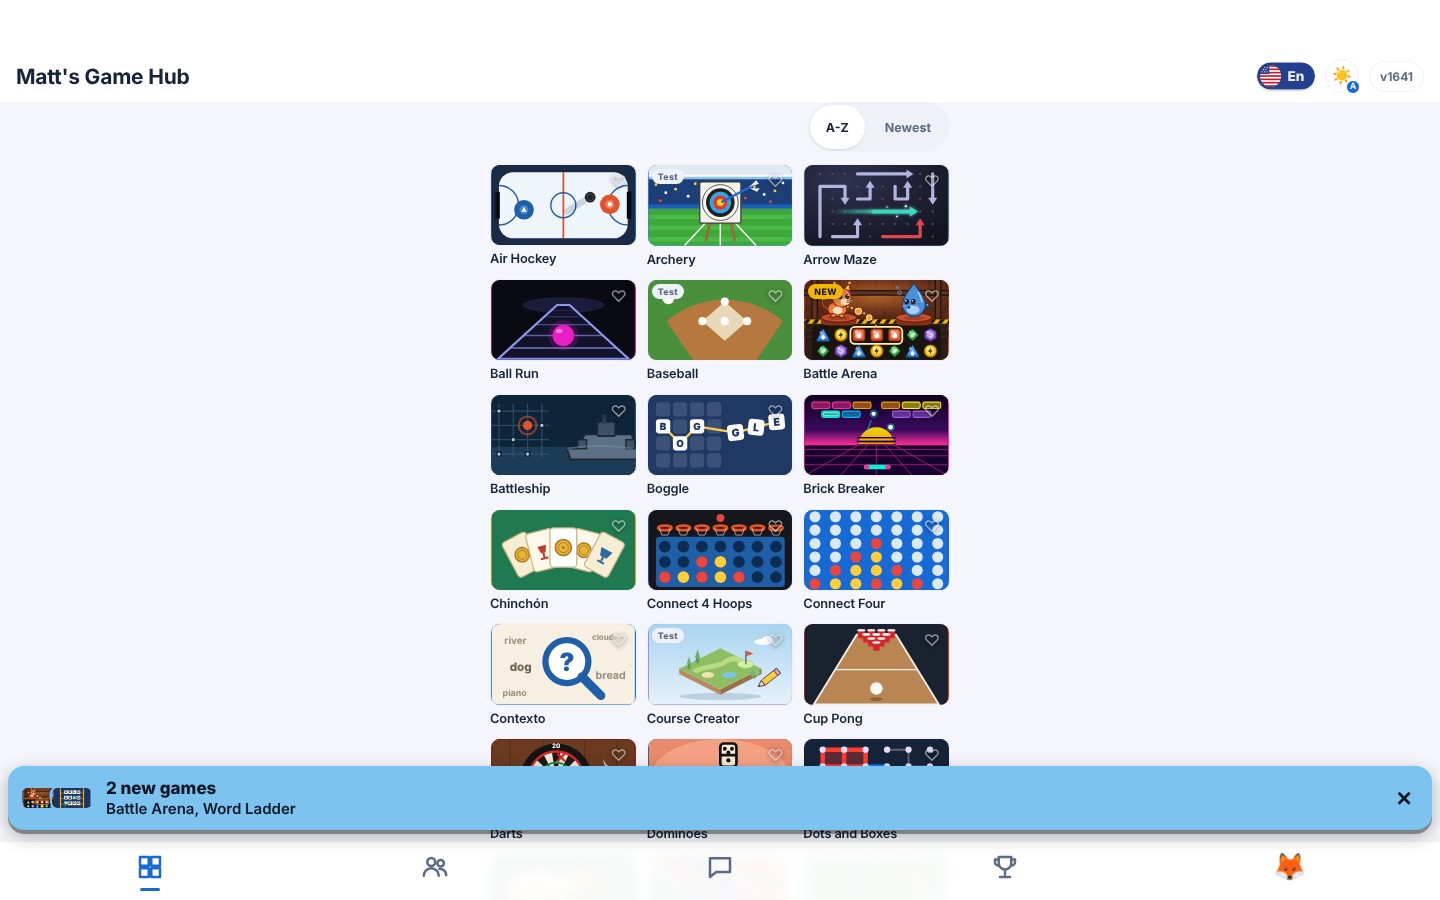 Matt's Game Hub
En
A
v1641
A-Z
Newest
Test
Air Hockey
Archery
Arrow Maze
Test
NEW
Ball Run
Baseball
Battle Arena
B O G G L E
Battleship
Boggle
Brick Breaker
Chinchón
Connect 4 Hoops
Connect Four
river
cloud
dog
?
bread
piano
Test
Contexto
Course Creator
Cup Pong
20
2 new games
Battle Arena, Word Ladder
Darts
Dominoes
Dots and Boxes